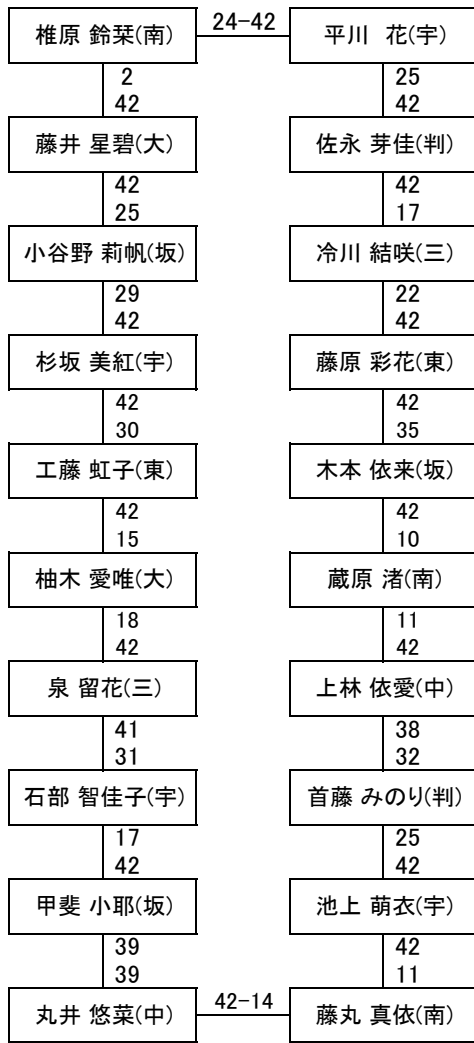 椎原 鈴栞(南) 24-42 平川 花(宇)
2 25
42 42
藤井 星碧(大) 佐永 芽佳(判)
42 42
25 17
小谷野 莉帆(坂) 冷川 結咲(三)
29 22
42 42
杉坂 美紅(宇) 藤原 彩花(東)
42 42
30 35
工藤 虹子(東) 木本 依来(坂)
42 42
15 10
柚木 愛唯(大) 蔵原 渚(南)
18 11
42 42
泉 留花(三) 上林 依愛(中)
41 38
31 32
石部 智佳子(宇) 首藤 みのり(判)
17 25
42 42
甲斐 小耶(坂) 池上 萌衣(宇)
39 42
39 11
丸井 悠菜(中) 42-14 藤丸 真依(南)